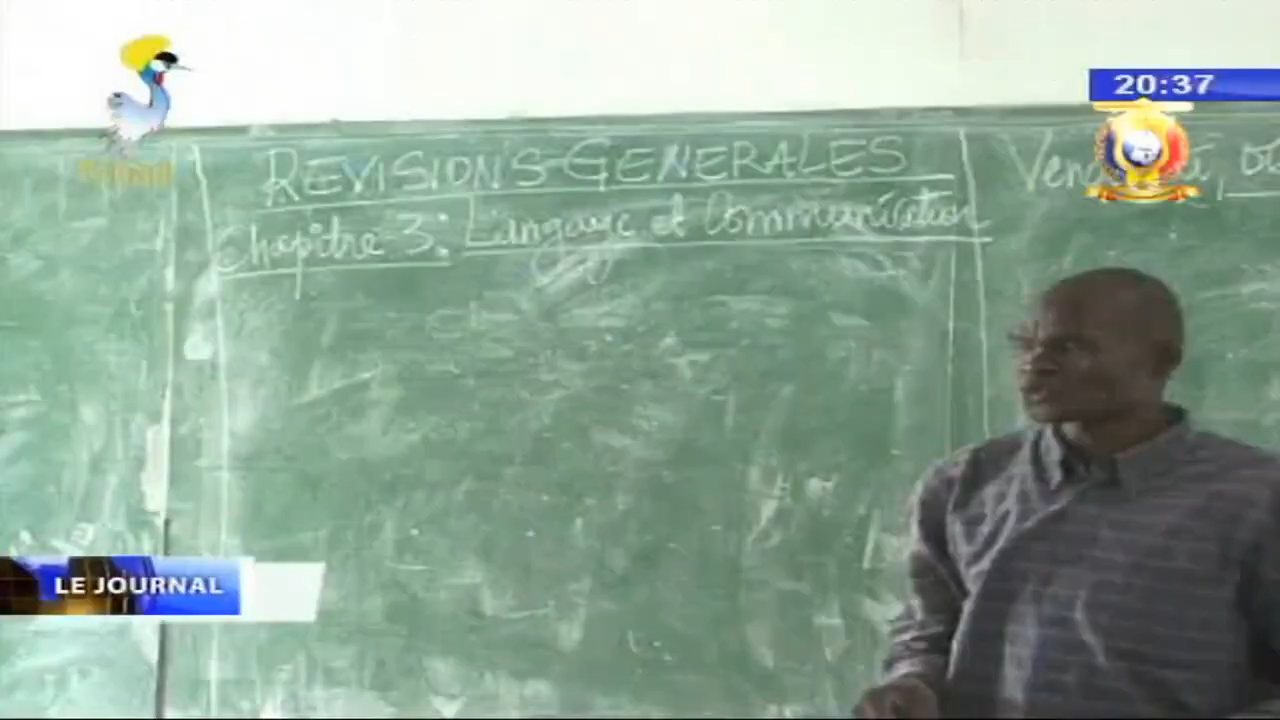 20:37
REVISIONS GENERALES
Chapitre 3: Langage et Communication
LE JOURNAL